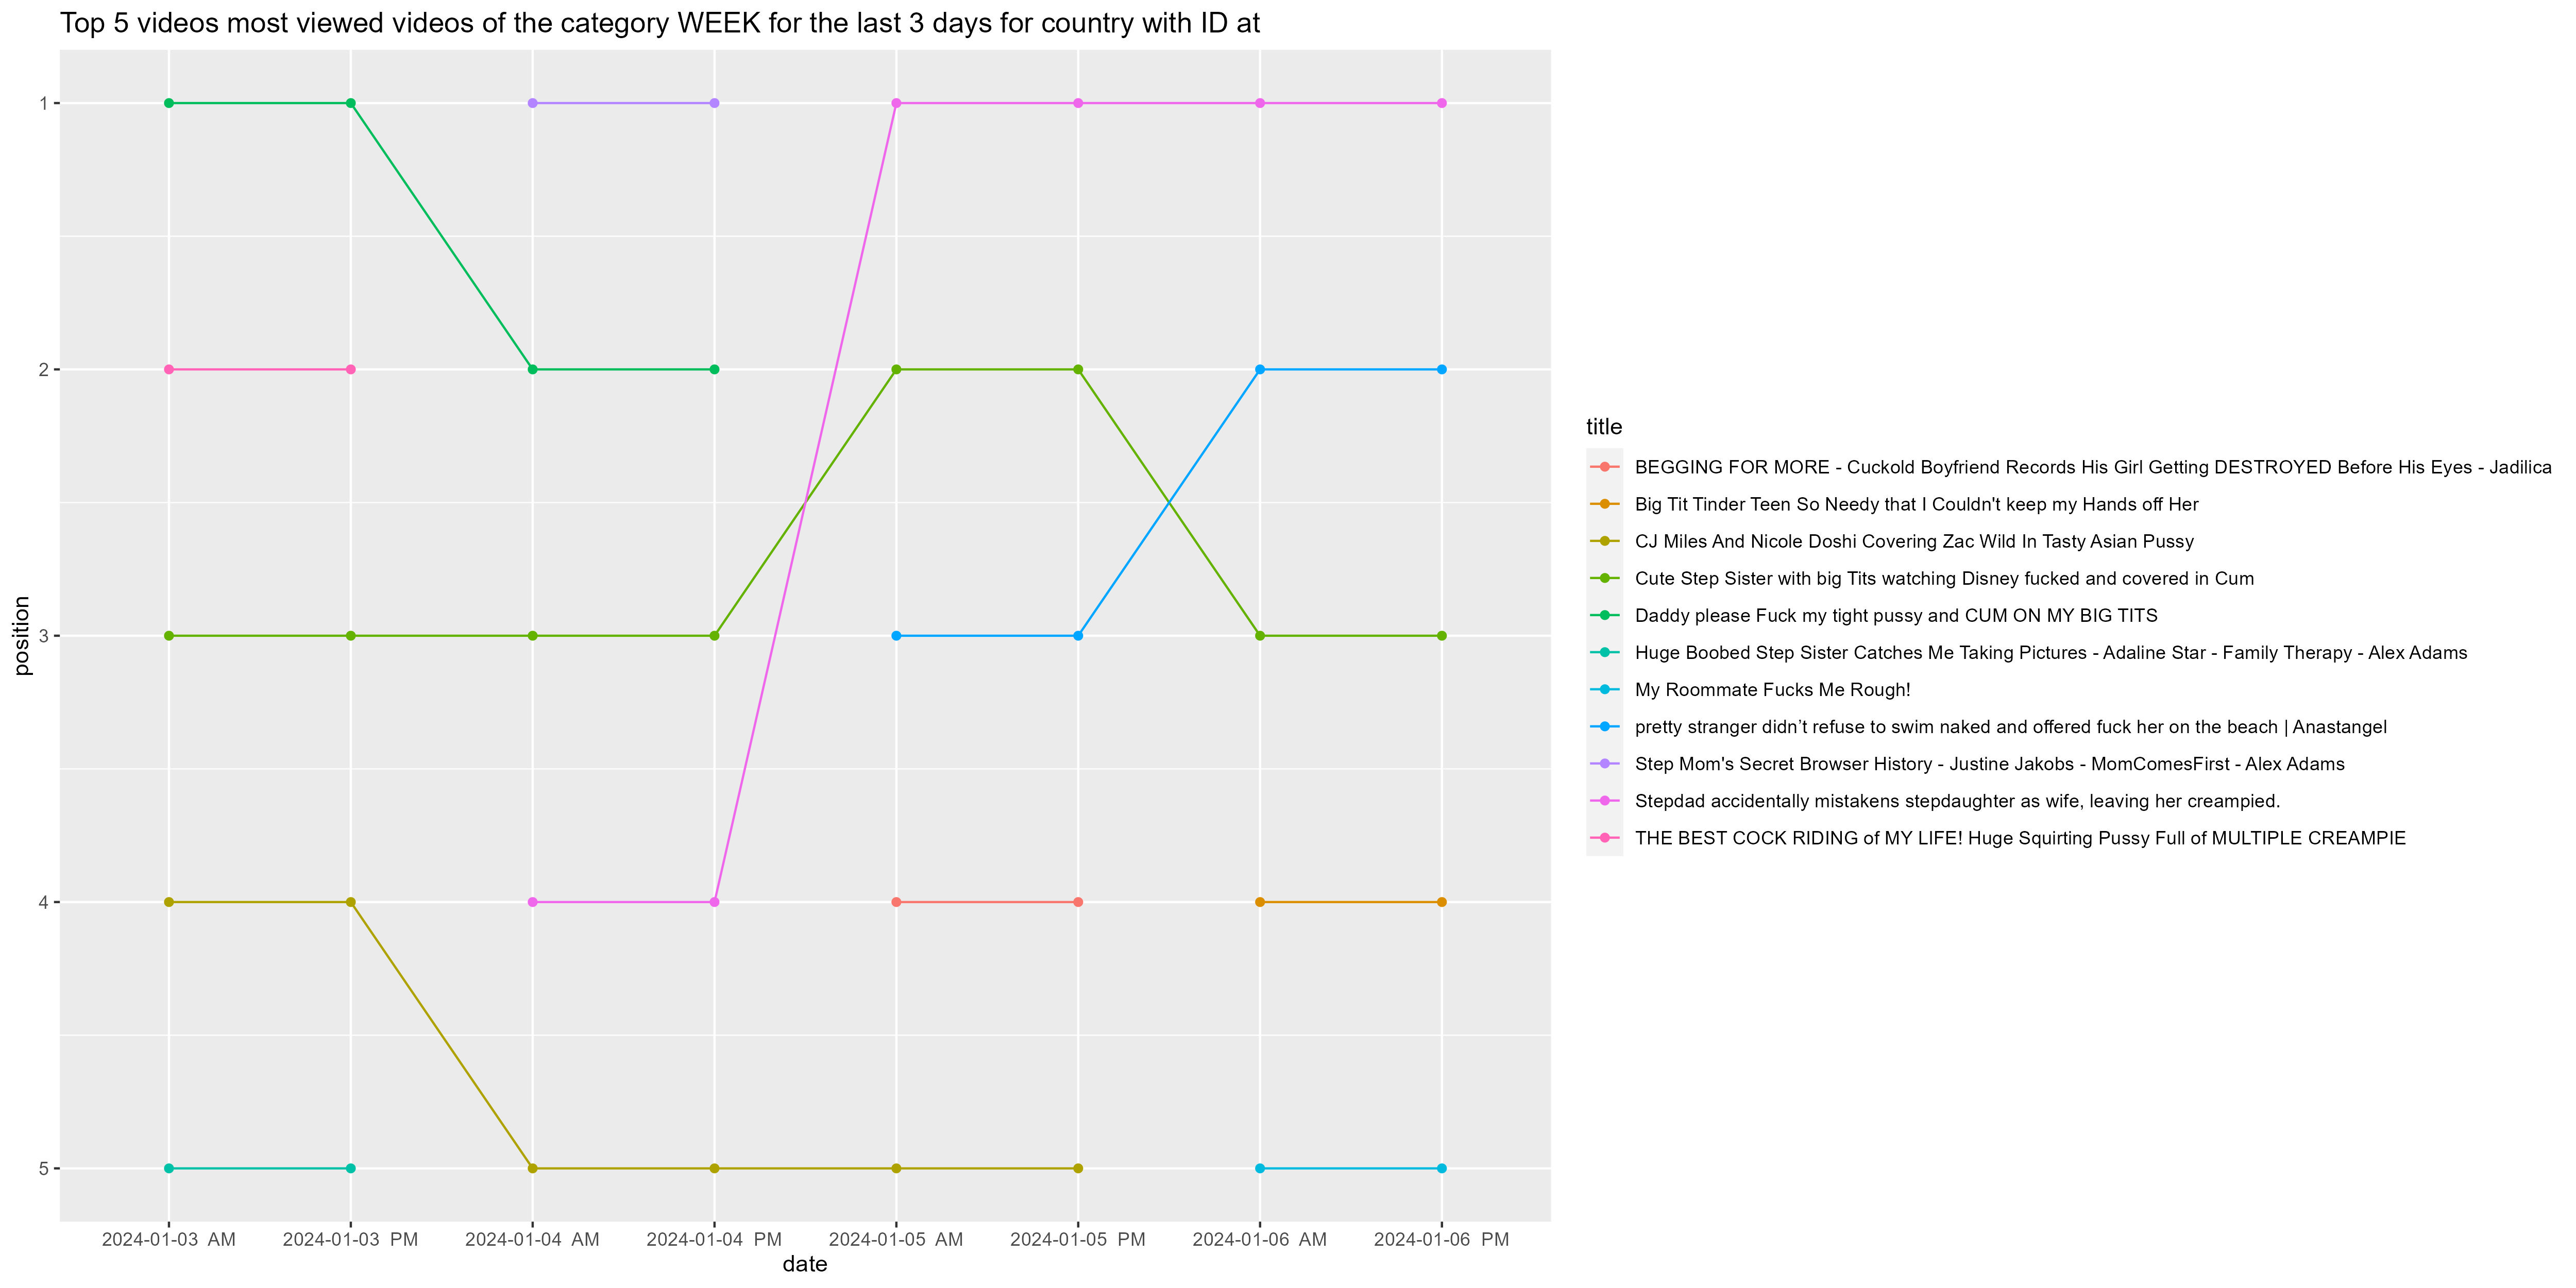 Top 5 videos most viewed videos of the category WEEK for the last 3 days for country with ID at
1
2
3
4
5
position
2024-01-03 AM
2024-01-03 PM
2024-01-04 AM
2024-01-04 PM
2024-01-05 AM
2024-01-05 PM
2024-01-06 AM
2024-01-06 PM
date
title
BEGGING FOR MORE - Cuckold Boyfriend Records His Girl Getting DESTROYED Before His Eyes - Jadilica
Big Tit Tinder Teen So Needy that I Couldn't keep my Hands off Her
CJ Miles And Nicole Doshi Covering Zac Wild In Tasty Asian Pussy
Cute Step Sister with big Tits watching Disney fucked and covered in Cum
Daddy please Fuck my tight pussy and CUM ON MY BIG TITS
Huge Boobed Step Sister Catches Me Taking Pictures - Adaline Star - Family Therapy - Alex Adams
My Roommate Fucks Me Rough!
pretty stranger didn’t refuse to swim naked and offered fuck her on the beach | Anastangel
Step Mom's Secret Browser History - Justine Jakobs - MomComesFirst - Alex Adams
Stepdad accidentally mistakens stepdaughter as wife, leaving her creampied.
THE BEST COCK RIDING of MY LIFE! Huge Squirting Pussy Full of MULTIPLE CREAMPIE